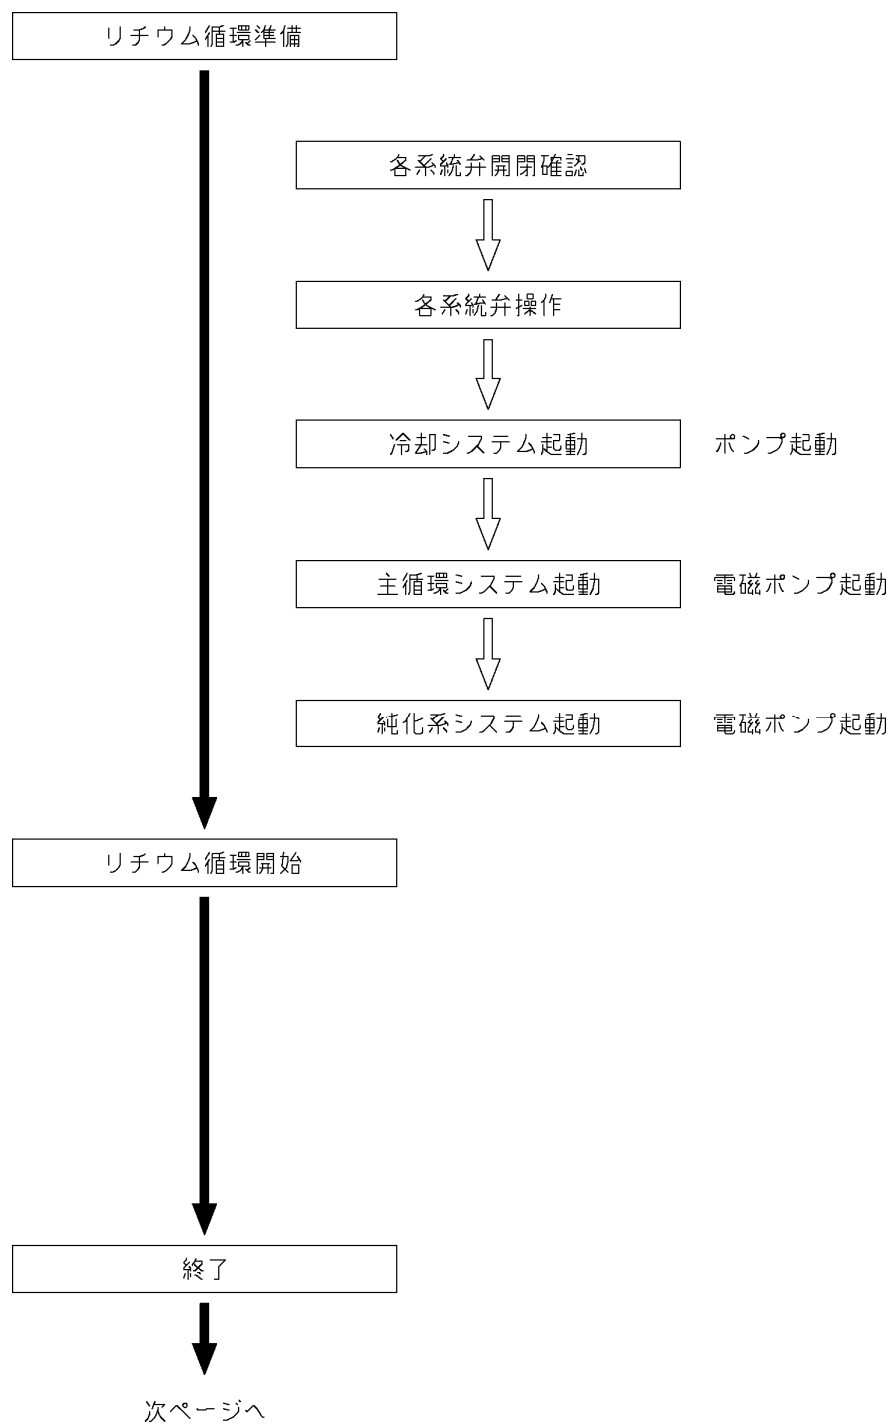 リチウム循環準備
各系統弁開閉確認
各系統弁操作
冷却システム起動 ポンプ起動
主循環システム起動 電磁ポンプ起動
純化系システム起動 電磁ポンプ起動
リチウム循環開始
終了
次ページへ